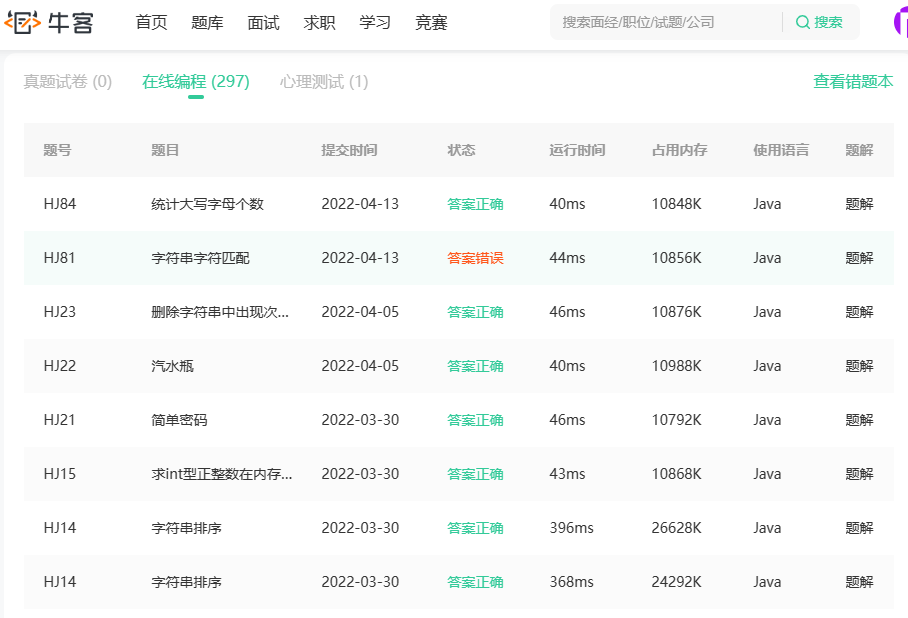 牛客 首页 题库 面试 求职 学习 竞赛 搜索面经/职位/试题/公司 搜索
真题试卷 (0) 在线编程 (297) 心理测试 (1) 查看错题本
题号 题目 提交时间 状态 运行时间 占用内存 使用语言 题解
HJ84 统计大写字母个数 2022-04-13 答案正确 40ms 10848K Java 题解
HJ81 字符串字符匹配 2022-04-13 答案错误 44ms 10856K Java 题解
HJ23 删除字符串中出现次... 2022-04-05 答案正确 46ms 10876K Java 题解
HJ22 汽水瓶 2022-04-05 答案正确 40ms 10988K Java 题解
HJ21 简单密码 2022-03-30 答案正确 46ms 10792K Java 题解
HJ15 求int型正整数在内存... 2022-03-30 答案正确 43ms 10868K Java 题解
HJ14 字符串排序 2022-03-30 答案正确 396ms 26628K Java 题解
HJ14 字符串排序 2022-03-30 答案正确 368ms 24292K Java 题解